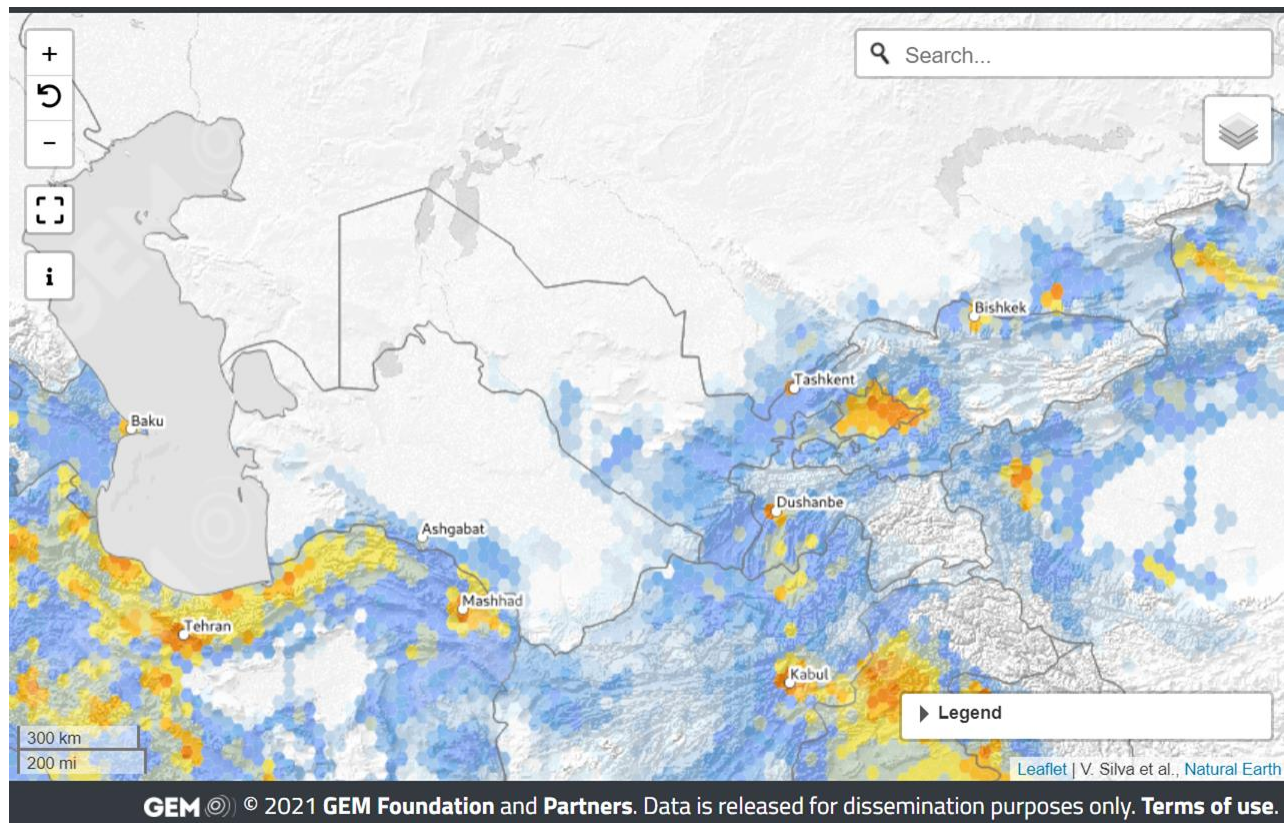 +
−
i
Search...
Bishkek
Tashkent
Baku
Dushanbe
Ashgabat
Mashhad
Tehran
Kabul
Legend
300 km
200 mi
Leaflet | V. Silva et al., Natural Earth
GEM © 2021 GEM Foundation and Partners. Data is released for dissemination purposes only. Terms of use.